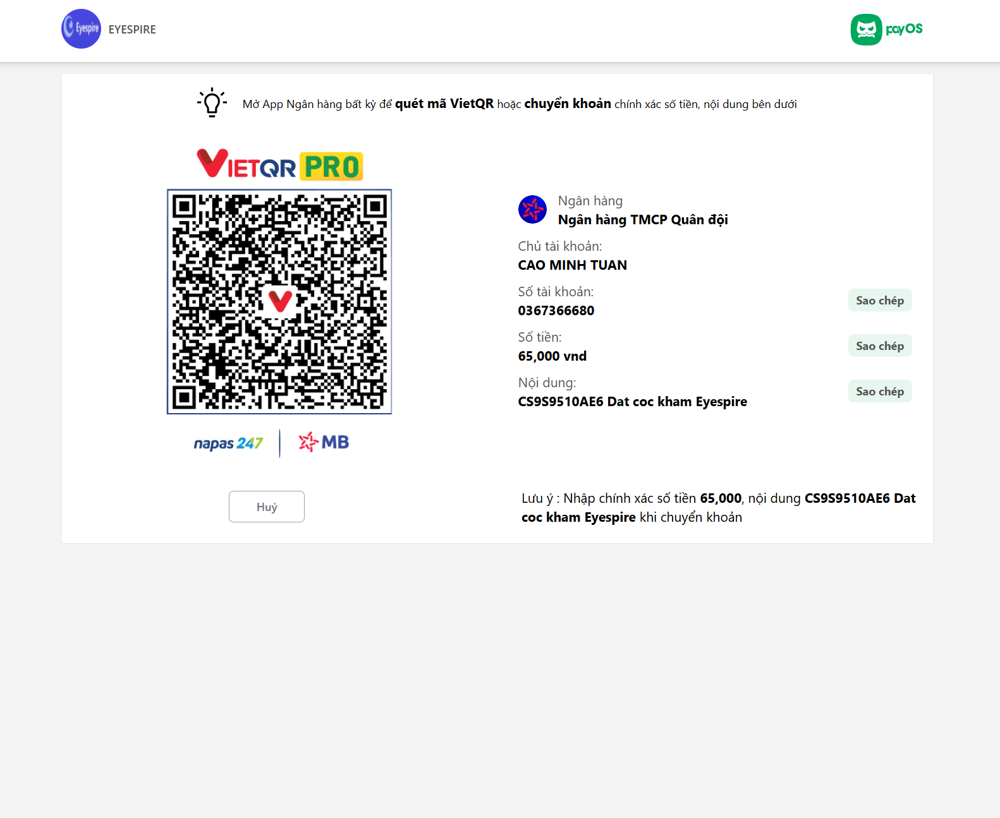 Eyespire
EYESPIRE
payOS
Mở App Ngân hàng bất kỳ để quét mã VietQR hoặc chuyển khoản chính xác số tiền, nội dung bên dưới
VIETQR PRO
napas 247
MB
Huỷ
Ngân hàng
Ngân hàng TMCP Quân đội
Chủ tài khoản:
CAO MINH TUAN
Số tài khoản:
0367366680
Sao chép
Số tiền:
65,000 vnd
Sao chép
Nội dung:
CS9S9510AE6 Dat coc kham Eyespire
Sao chép
Lưu ý : Nhập chính xác số tiền 65,000, nội dung CS9S9510AE6 Dat
coc kham Eyespire khi chuyển khoản